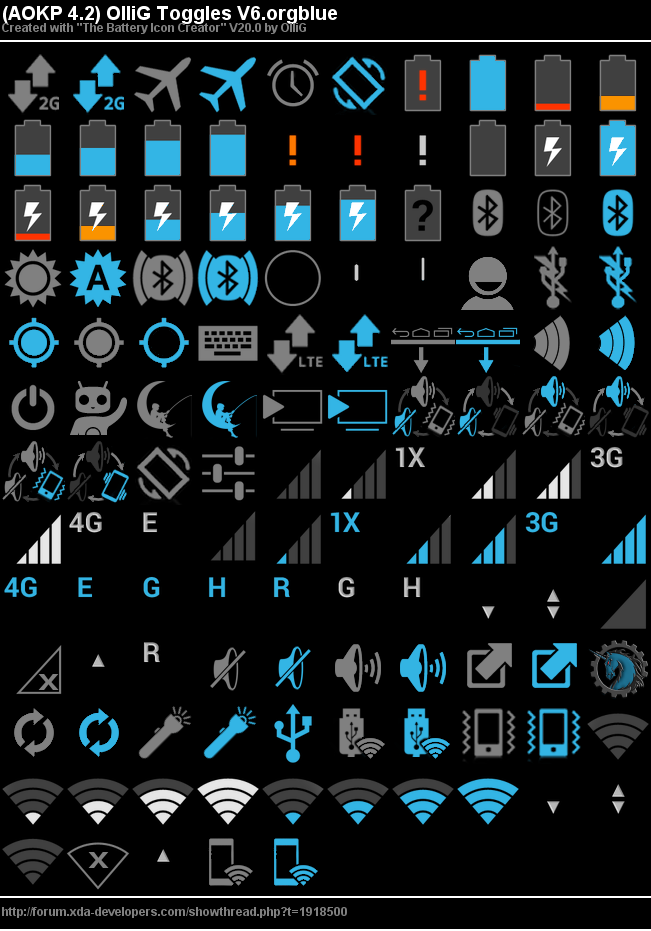 (AOKP 4.2) OlliG Toggles V6.orgblue
Created with "The Battery Icon Creator" V20.0 by OlliG
2G 2G ! 
! ! !
?
A
LTE LTE
1X 3G
4G E 1X 3G
4G E G H R G H
X R
X
http://forum.xda-developers.com/showthread.php?t=1918500